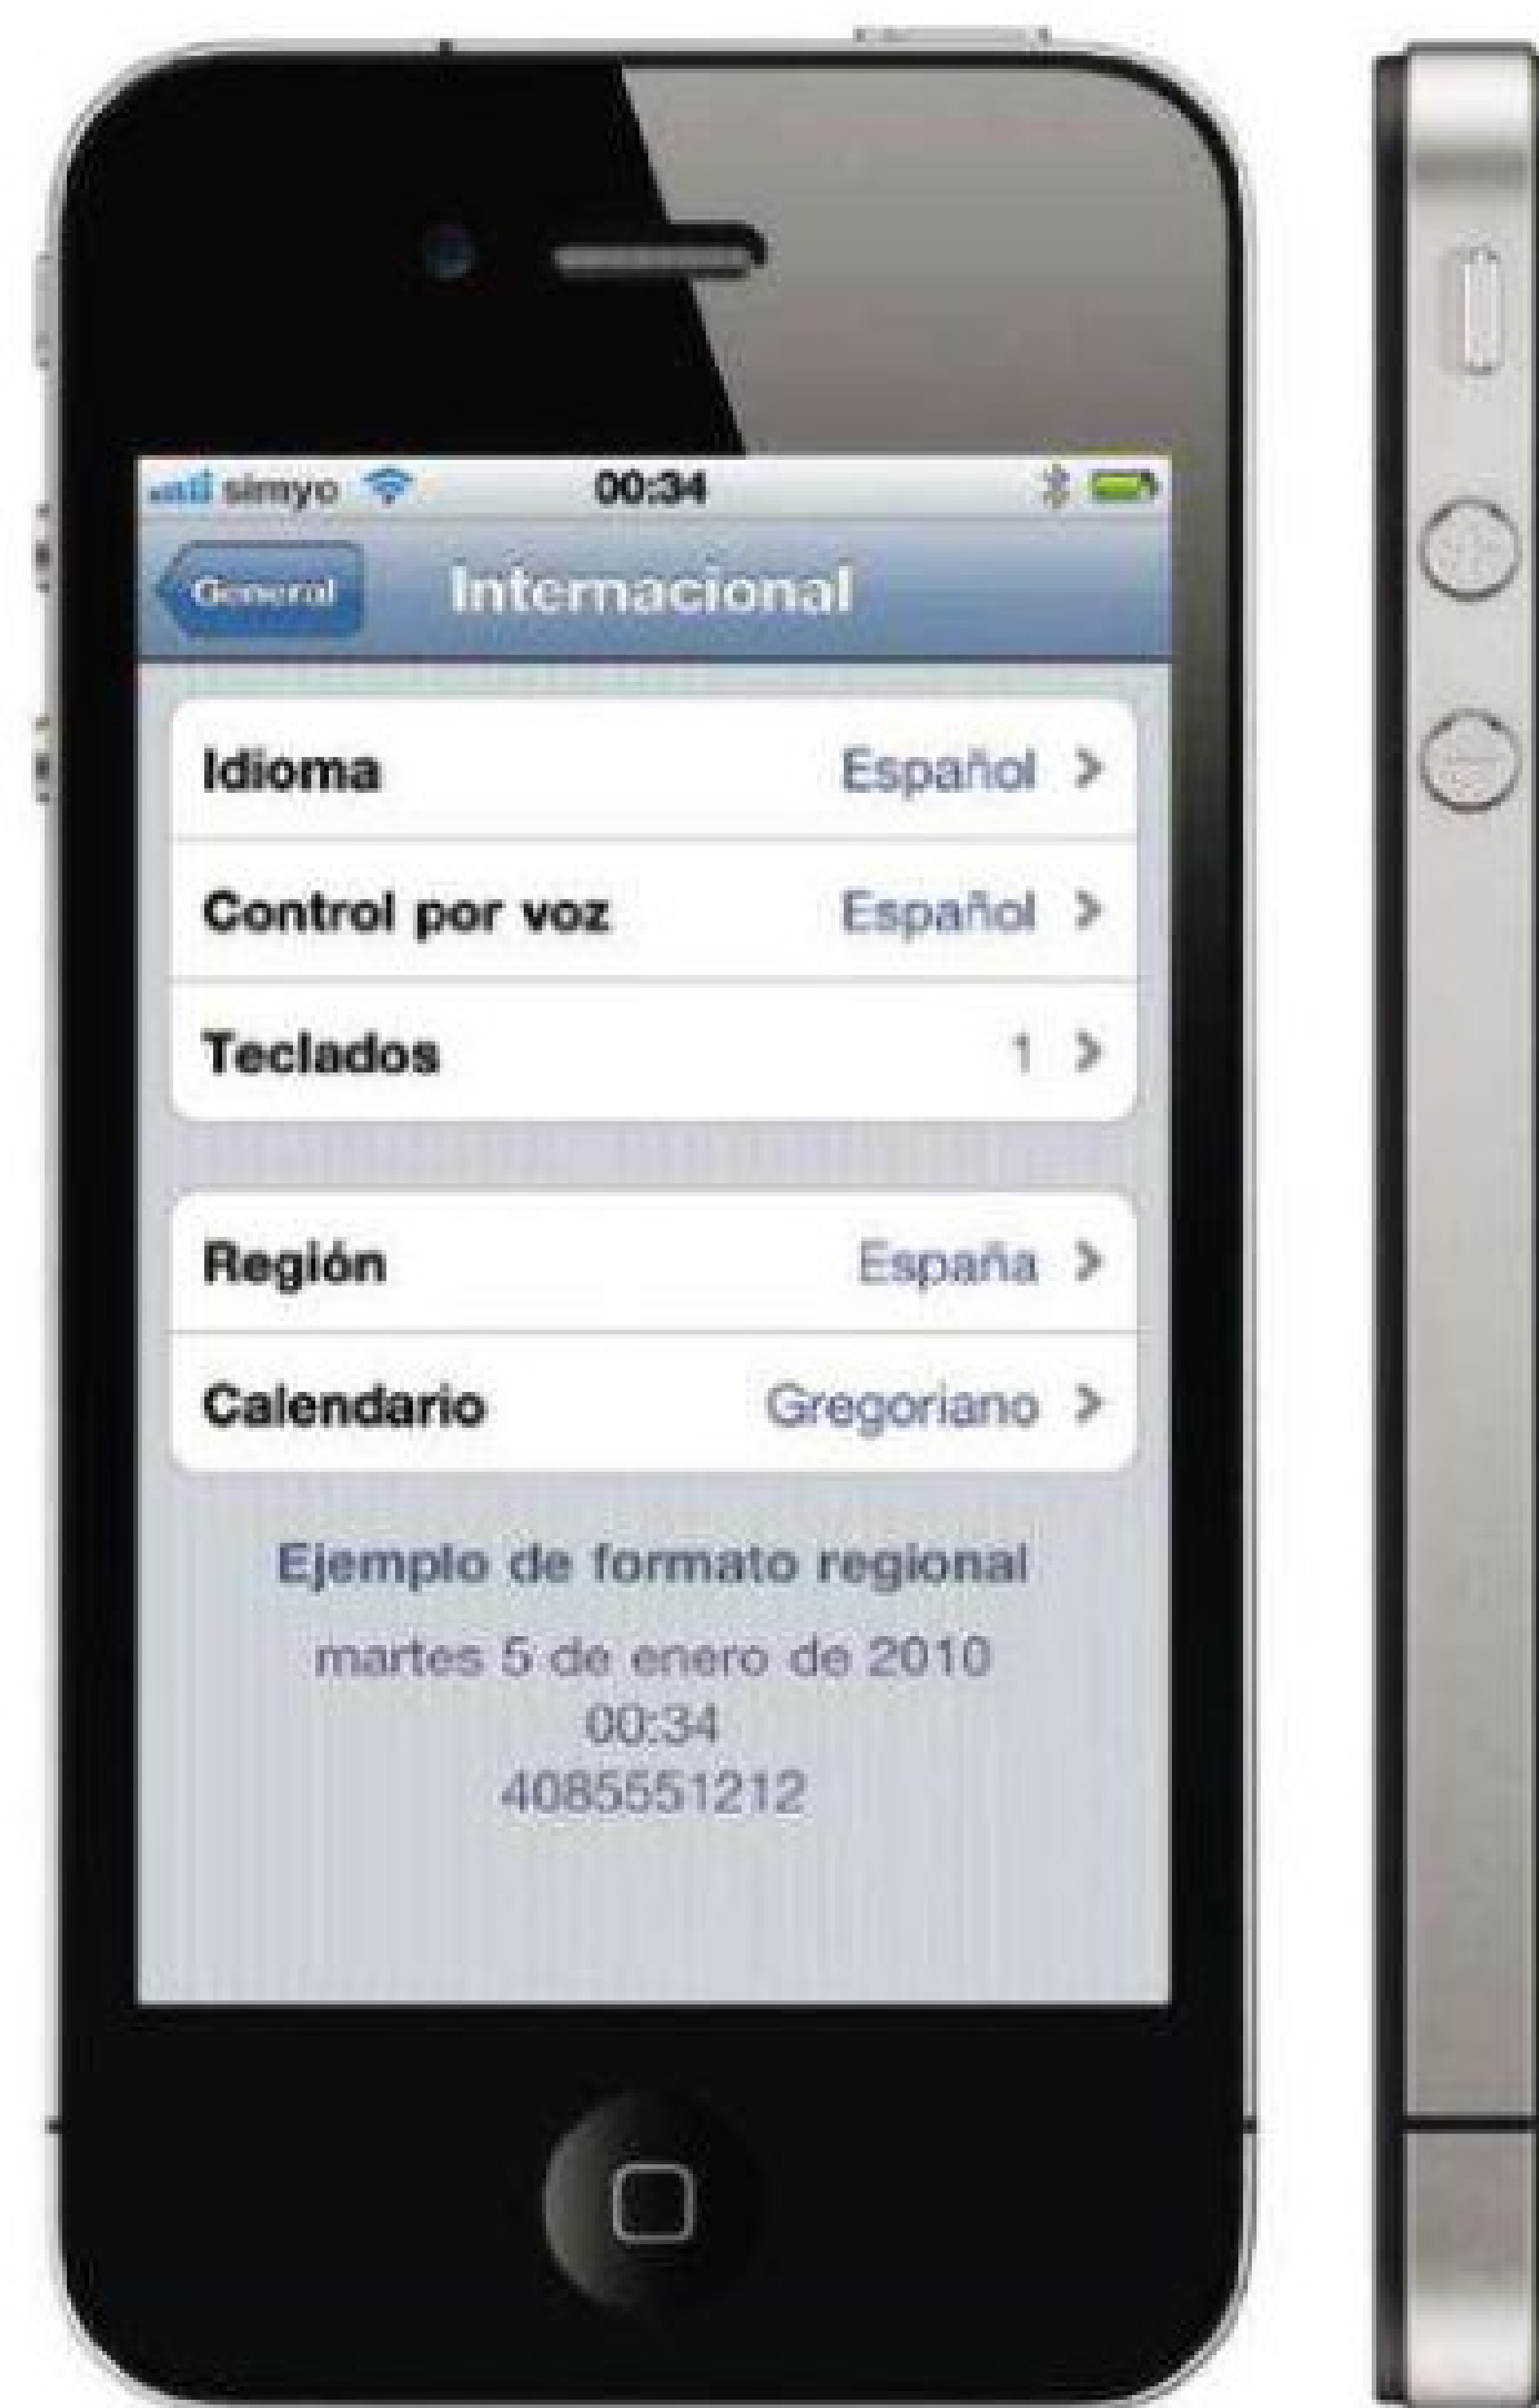 simyo 00:34
General Internacional
Idioma Español
Control por voz Español
Teclados 1
Región España
Calendario Gregoriano
Ejemplo de formato regional
martes 5 de enero de 2010
00:34
4085551212